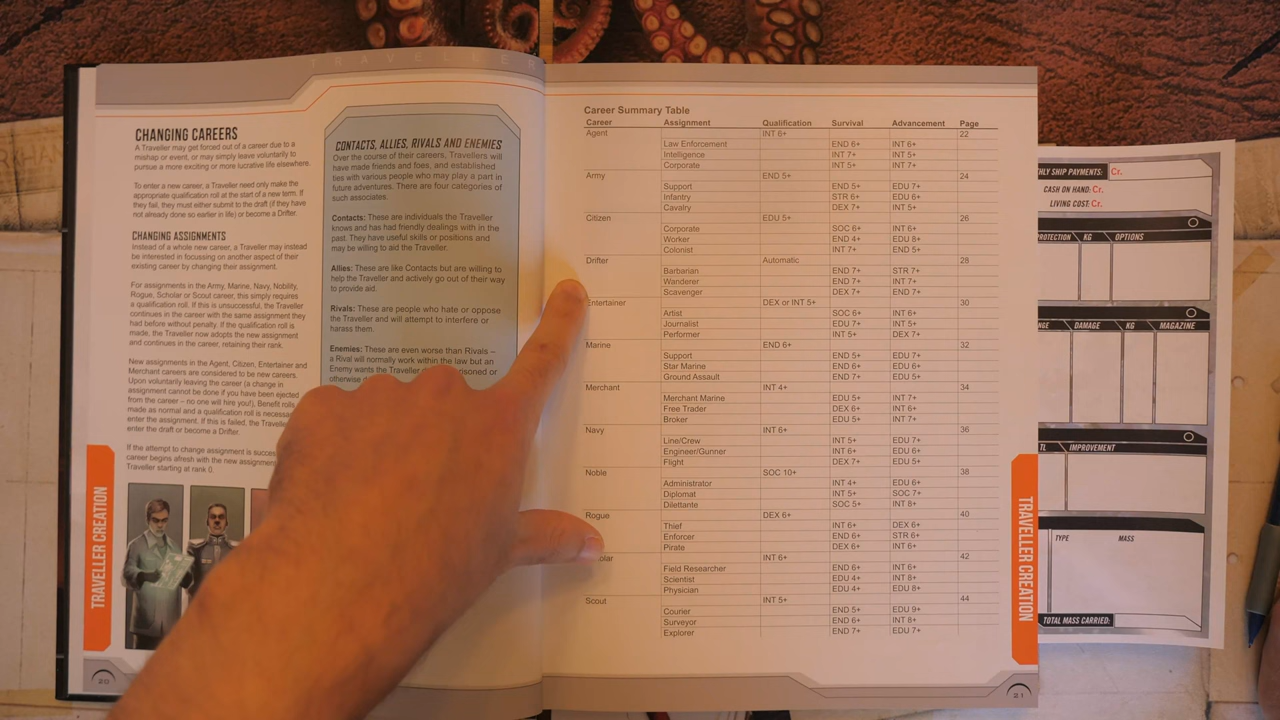 TRAVELLER
CHANGING CAREERS
A Traveller may get forced out of a career due to a
mishap or event, or may simply leave voluntarily to
pursue a more exciting or more lucrative life elsewhere.
To enter a new career, a Traveller need only make the
appropriate qualification roll at the start of a new term. If
they fail, they must either submit to the draft (if they have
not already done so earlier in life) or become a Drifter.
CHANGING ASSIGNMENTS
Instead of a whole new career, a Traveller may instead
be interested in focussing on another aspect of their
existing career by changing their assignment.
For assignments in the Army, Marine, Navy, Nobility,
Rogue, Scholar or Scout career, this simply requires
a qualification roll. If this is unsuccessful, the Traveller
continues in the career with the same assignment they
had before without penalty. If the qualification roll is
made, the Traveller now adopts the new assignment
and continues in the career, retaining their rank.
New assignments in the Agent, Citizen, Entertainer and
Merchant careers are considered to be new careers.
Upon voluntarily leaving the career (a change in
assignment cannot be done if you have been ejected
from the career – no one will hire you!), Benefit rolls
made as normal and a qualification roll is
enter the assignment. If this is failed, the
enter the draft or become a Drifter.
If the attempt to change assignment is
career begins afresh with the new
Traveller starting at rank 0.
CONTACTS, ALLIES, RIVALS AND ENEMIES
Over the course of their careers, Travellers will
have made friends and foes, and established
ties with various people who may play a part in
future adventures. There are four categories of
such associates.
Contacts: These are individuals the Traveller
knows and has had friendly dealings with in the
past. They have useful skills or positions and
may be willing to aid the Traveller.
Allies: These are like Contacts but are willing to
help the Traveller and actively go out of their way
to provide aid.
Rivals: These are people who hate or oppose
the Traveller and will attempt to interfere or
harass them.
Enemies: These are even worse than Rivals –
a Rival will normally work within the law but an
Enemy wants the Traveller or
otherwise
TRAVELLER CREATION
20
Career Summary Table
Career Assignment Qualification Survival Advancement Page
Agent INT 6+ 22
Law Enforcement END 6+ INT 6+
Intelligence INT 7+ INT 5+
Corporate INT 5+ INT 7+
Army END 5+ 24
Support END 5+ EDU 7+
Infantry STR 6+ EDU 6+
Cavalry DEX 7+ INT 5+
Citizen EDU 5+ 26
Corporate SOC 6+ INT 6+
Worker END 4+ EDU 8+
Colonist INT 7+ END 5+
Drifter Automatic 28
Barbarian END 7+ STR 7+
Wanderer END 7+ INT 7+
Scavenger DEX 7+ END 7+
Entertainer DEX or INT 5+ 30
Artist SOC 6+ INT 6+
Journalist EDU 7+ INT 5+
Performer INT 5+ DEX 7+
Marine END 6+ 32
Support END 5+ EDU 7+
Star Marine END 6+ EDU 6+
Ground Assault END 7+ EDU 5+
Merchant INT 4+ 34
Merchant Marine EDU 5+ INT 7+
Free Trader DEX 6+ INT 6+
Broker EDU 5+ INT 7+
Navy INT 6+ 36
Line/Crew INT 5+ EDU 7+
Engineer/Gunner INT 6+ EDU 6+
Flight DEX 7+ EDU 5+
Noble SOC 10+ 38
Administrator INT 4+ EDU 6+
Diplomat INT 5+ SOC 7+
Dilettante SOC 5+ INT 8+
Rogue DEX 6+ 40
Thief INT 6+ DEX 6+
Enforcer END 6+ STR 6+
Pirate DEX 6+ INT 6+
olar INT 6+ 42
Field Researcher END 6+ INT 6+
Scientist EDU 4+ INT 8+
Physician EDU 4+ EDU 8+
Scout INT 5+ 44
Courier END 5+ EDU 9+
Surveyor END 6+ INT 8+
Explorer END 7+ EDU 7+
TRAVELLER CREATION
21
HLY SHIP PAYMENTS: Cr.
CASH ON HAND: Cr.
LIVING COST: Cr.
PROTECTION KG OPTIONS
NGE DAMAGE KG MAGAZINE
TL IMPROVEMENT
TYPE MASS
TOTAL MASS CARRIED: